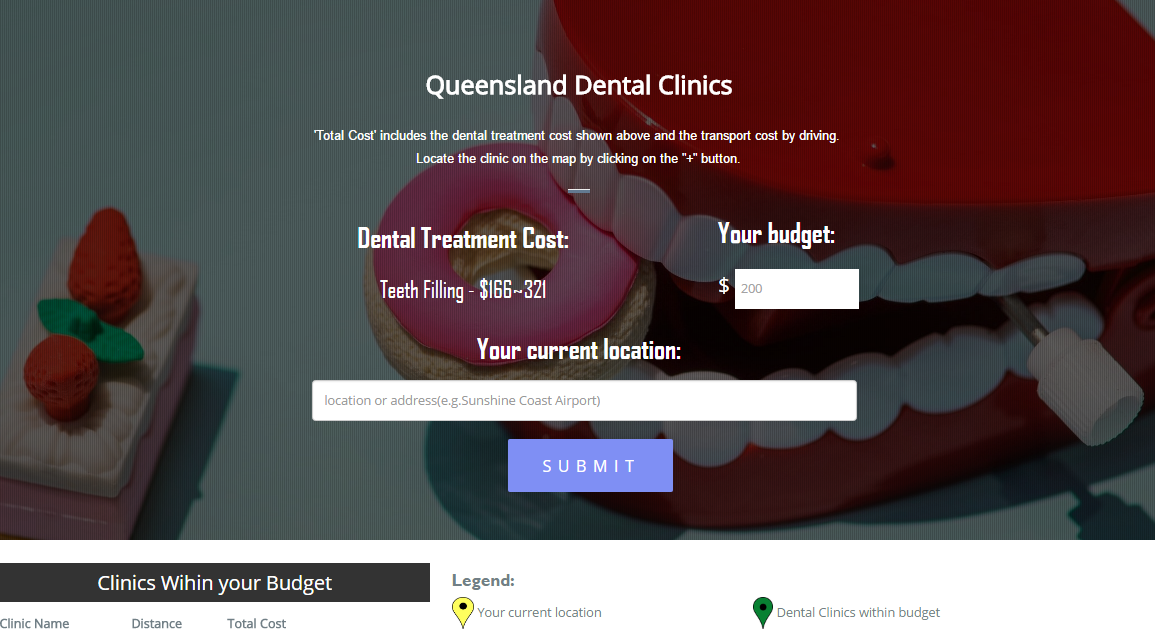 Queensland Dental Clinics
'Total Cost' includes the dental treatment cost shown above and the transport cost by driving.
Locate the clinic on the map by clicking on the "+" button.
Dental Treatment Cost:
Teeth Filling - $166~321
Your budget:
$ 200
Your current location:
location or address(e.g.Sunshine Coast Airport)
SUBMIT
Clinics Wihin your Budget
Clinic Name Distance Total Cost
Legend:
Your current location
Dental Clinics within budget